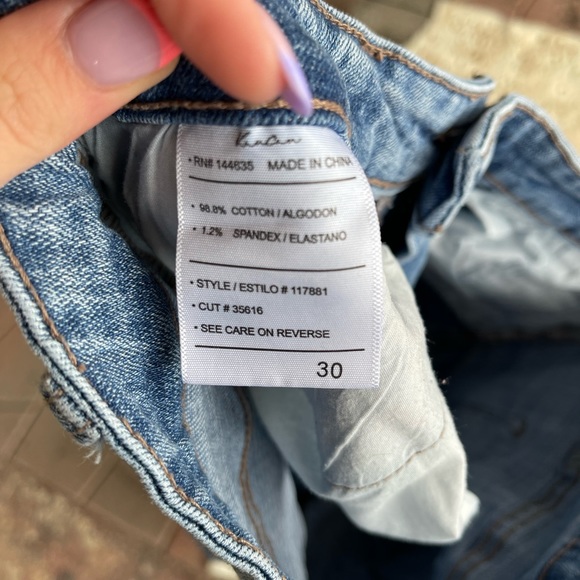 KanCan
• RN# 144635 MADE IN CHINA
• 98.8% COTTON / ALGODON
• 1.2% SPANDEX / ELASTANO
• STYLE / ESTILO # 117881
• CUT # 35616
• SEE CARE ON REVERSE
30